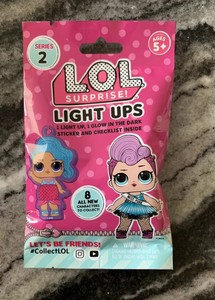 SERIES
2
AGES
5+
L.O.L.
SURPRISE!
LIGHT UPS
1 LIGHT UP, 1 GLOW IN THE DARK
STICKER AND CHECKLIST INSIDE
8
ALL NEW
CHARACTERS
TO COLLECT!
LET'S BE FRIENDS!
#CollectLOL